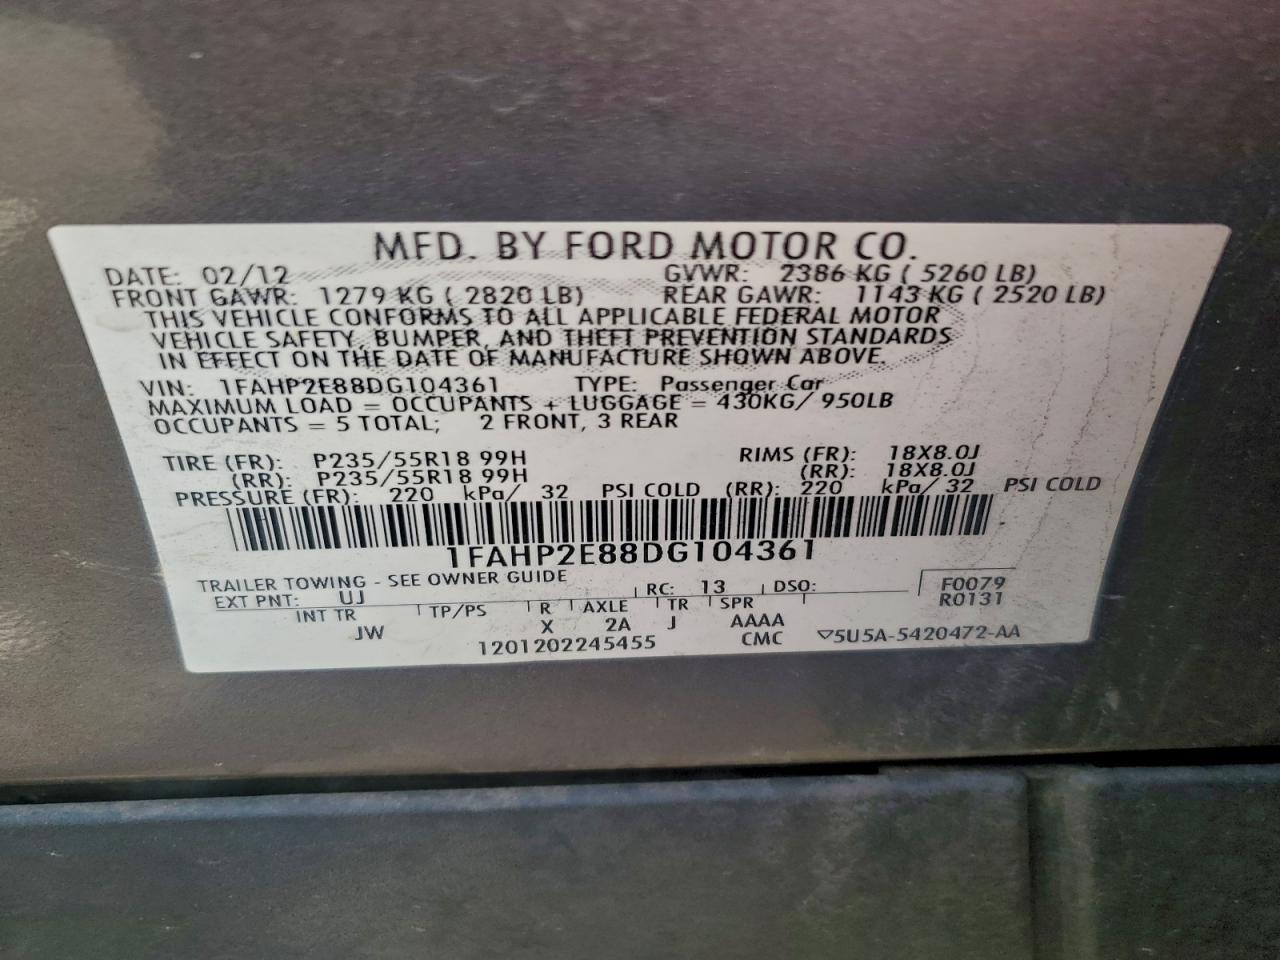 MFD. BY FORD MOTOR CO.
DATE: 02/12 GVWR: 2386 KG ( 5260 LB)
FRONT GAWR: 1279 KG ( 2820 LB) REAR GAWR: 1143 KG ( 2520 LB)
THIS VEHICLE CONFORMS TO ALL APPLICABLE FEDERAL MOTOR
VEHICLE SAFETY, BUMPER, AND THEFT PREVENTION STANDARDS
IN EFFECT ON THE DATE OF MANUFACTURE SHOWN ABOVE.
VIN: 1FAHP2E88DG104361 TYPE: Passenger Car
MAXIMUM LOAD = OCCUPANTS + LUGGAGE = 430KG/ 950LB
OCCUPANTS = 5 TOTAL; 2 FRONT, 3 REAR
TIRE (FR): P235/55R18 99H RIMS (FR): 18X8.0J
(RR): P235/55R18 99H (RR): 18X8.0J
PRESSURE (FR): 220 kPa/ 32 PSI COLD (RR): 220 kPa/ 32 PSI COLD
1FAHP2E88DG104361
TRAILER TOWING - SEE OWNER GUIDE
EXT PNT: UJ RC: 13 DSO: F0079
R0131
INT TR TP/PS R AXLE TR SPR
JW X 2A J AAAA
1201202245455 CMC ▽5U5A-5420472-AA